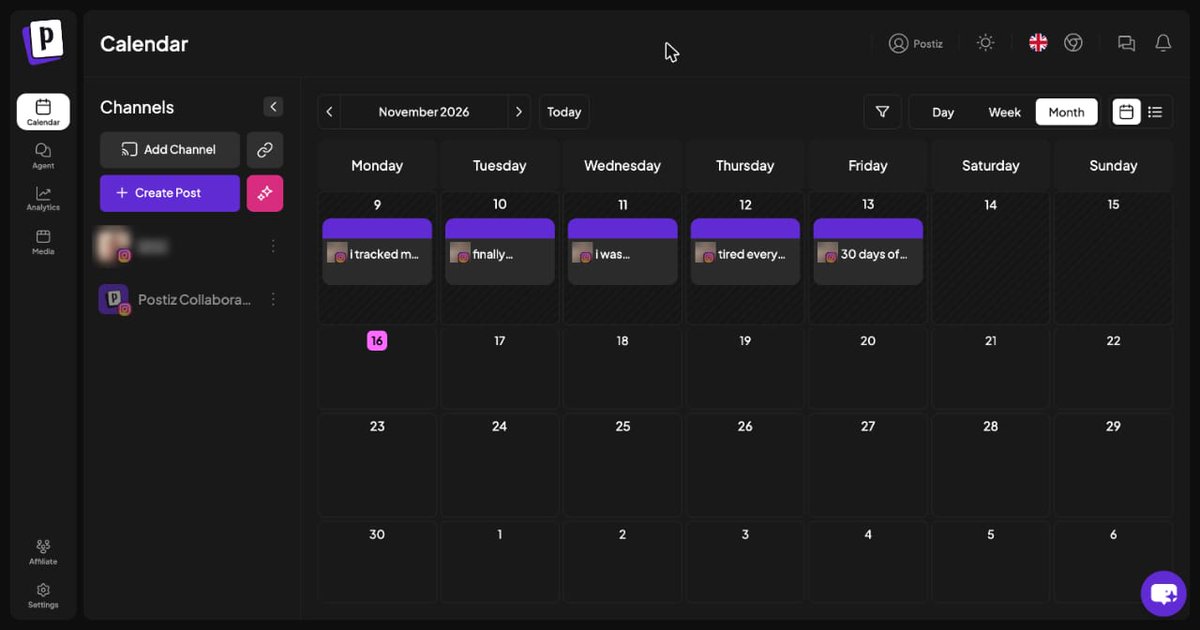 P
Calendar
Postiz
Calendar
Agent
Analytics
Media
Affiliate
Settings
Channels
Add Channel
+ Create Post
Postiz Collabora...
November 2026
Today
Day
Week
Month
Monday
Tuesday
Wednesday
Thursday
Friday
Saturday
Sunday
9
10
11
12
13
14
15
i tracked m...
finally...
i was...
tired every...
30 days of...
16
17
18
19
20
21
22
23
24
25
26
27
28
29
30
1
2
3
4
5
6